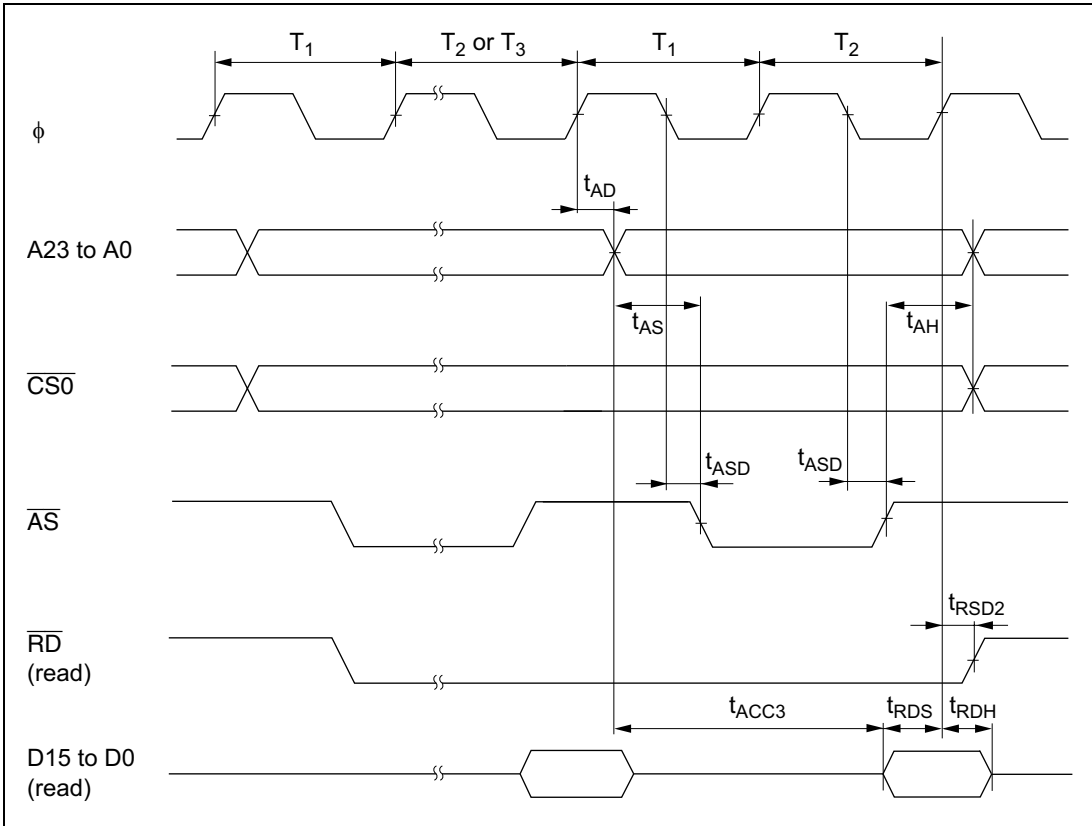 T1 T2 or T3 T1 T2
ϕ
tAD
A23 to A0
tAS tAH
CS0
tASD tASD
AS
tRSD2
RD
(read)
tACC3 tRDS tRDH
D15 to D0
(read)